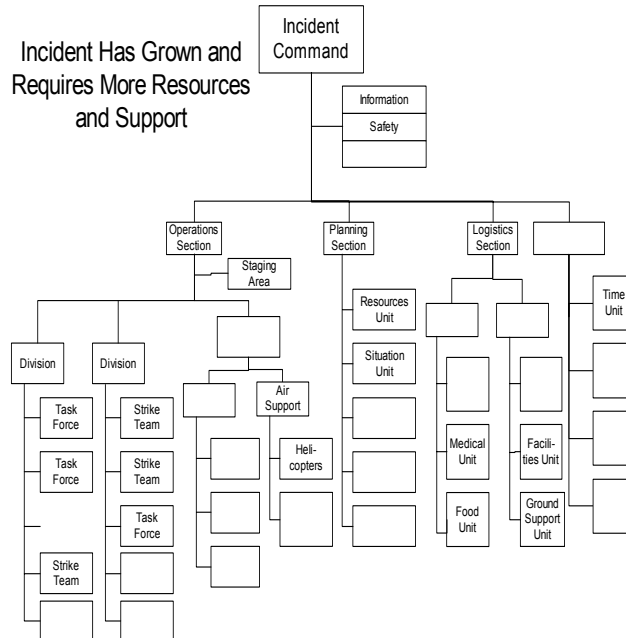 Incident Has Grown and
Requires More Resources
and Support
Incident
Command
Information
Safety
Operations
Section
Planning
Section
Logistics
Section
Staging
Area
Resources
Unit
Time
Unit
Division
Division
Situation
Unit
Air
Support
Task
Force
Strike
Team
Task
Force
Strike
Team
Heli-
copters
Medical
Unit
Facili-
ties Unit
Task
Force
Food
Unit
Ground
Support
Unit
Strike
Team